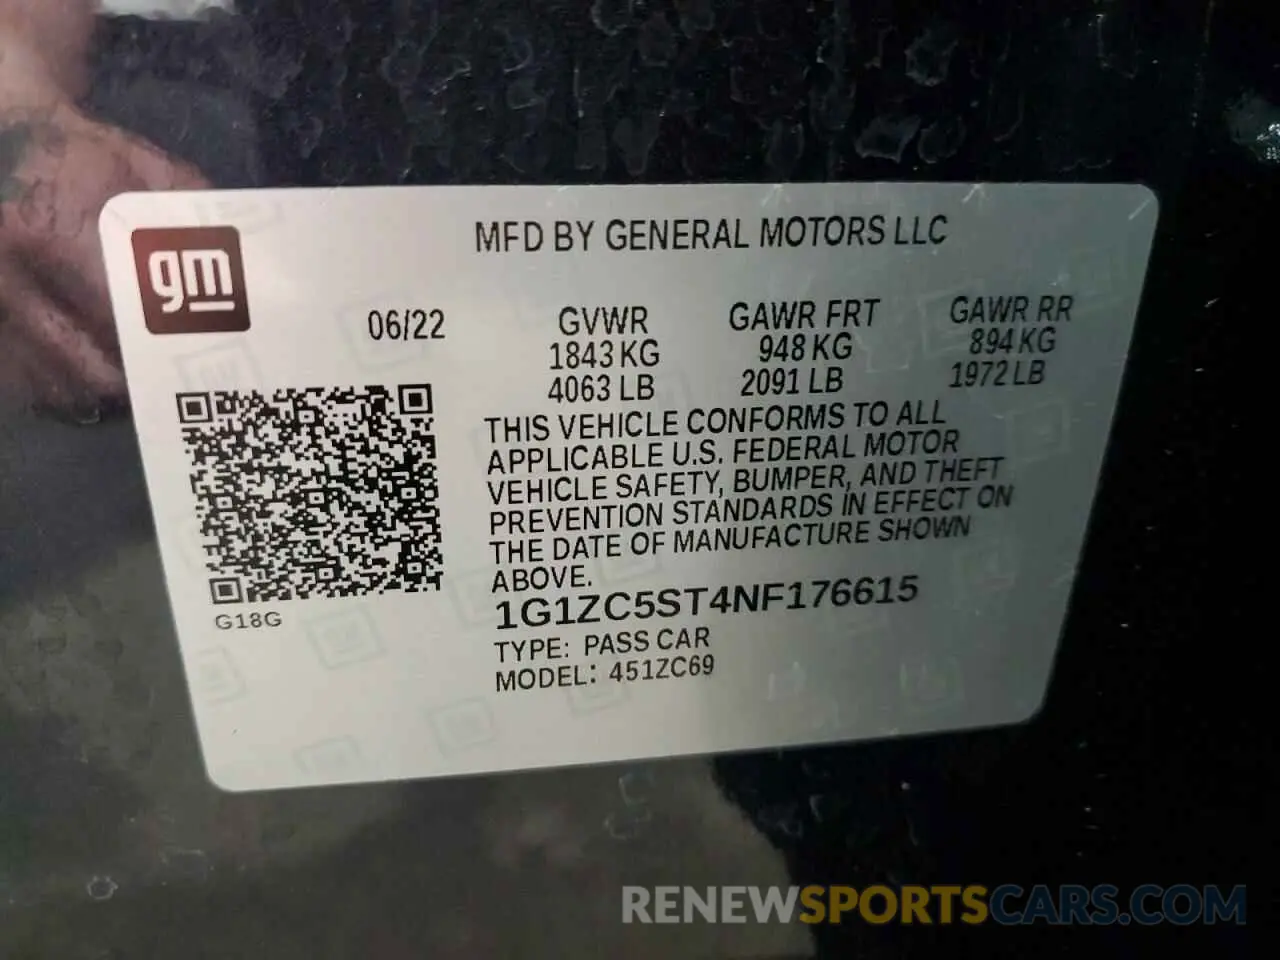 MFD BY GENERAL MOTORS LLC
gm
06/22 GVWR GAWR FRT GAWR RR
1843 KG 948 KG 894 KG
4063 LB 2091 LB 1972 LB
THIS VEHICLE CONFORMS TO ALL
APPLICABLE U.S. FEDERAL MOTOR
VEHICLE SAFETY, BUMPER, AND THEFT
PREVENTION STANDARDS IN EFFECT ON
THE DATE OF MANUFACTURE SHOWN
ABOVE.
G18G
1G1ZC5ST4NF176615
TYPE: PASS CAR
MODEL: 451ZC69
RENEWSPORTSCARS.COM